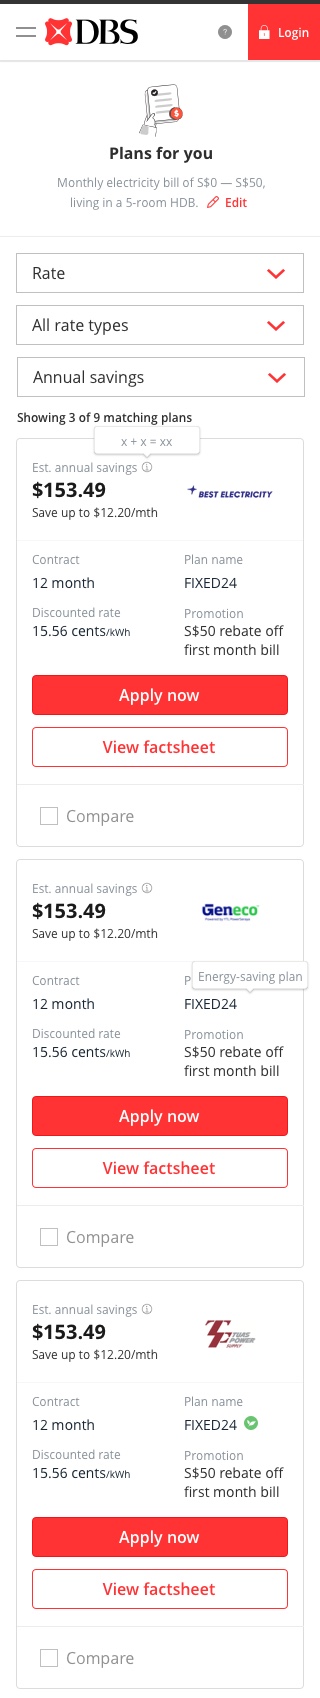 DBS
?
Login
$
Plans for you
Monthly electricity bill of S$0 — S$50,
living in a 5-room HDB. Edit
Rate
All rate types
Annual savings
Showing 3 of 9 matching plans
x + x = xx
Est. annual savings
$153.49
Save up to $12.20/mth
BEST ELECTRICITY
Contract
12 month
Plan name
FIXED24
Discounted rate
15.56 cents/kWh
Promotion
S$50 rebate off
first month bill
Apply now
View factsheet
Compare
Est. annual savings
$153.49
Save up to $12.20/mth
Geneco
Energy-saving plan
Contract
12 month
P
FIXED24
Discounted rate
15.56 cents/kWh
Promotion
S$50 rebate off
first month bill
Apply now
View factsheet
Compare
Est. annual savings
$153.49
Save up to $12.20/mth
TUAS
POWER
SUPPLY
Contract
12 month
Plan name
FIXED24
Discounted rate
15.56 cents/kWh
Promotion
S$50 rebate off
first month bill
Apply now
View factsheet
Compare